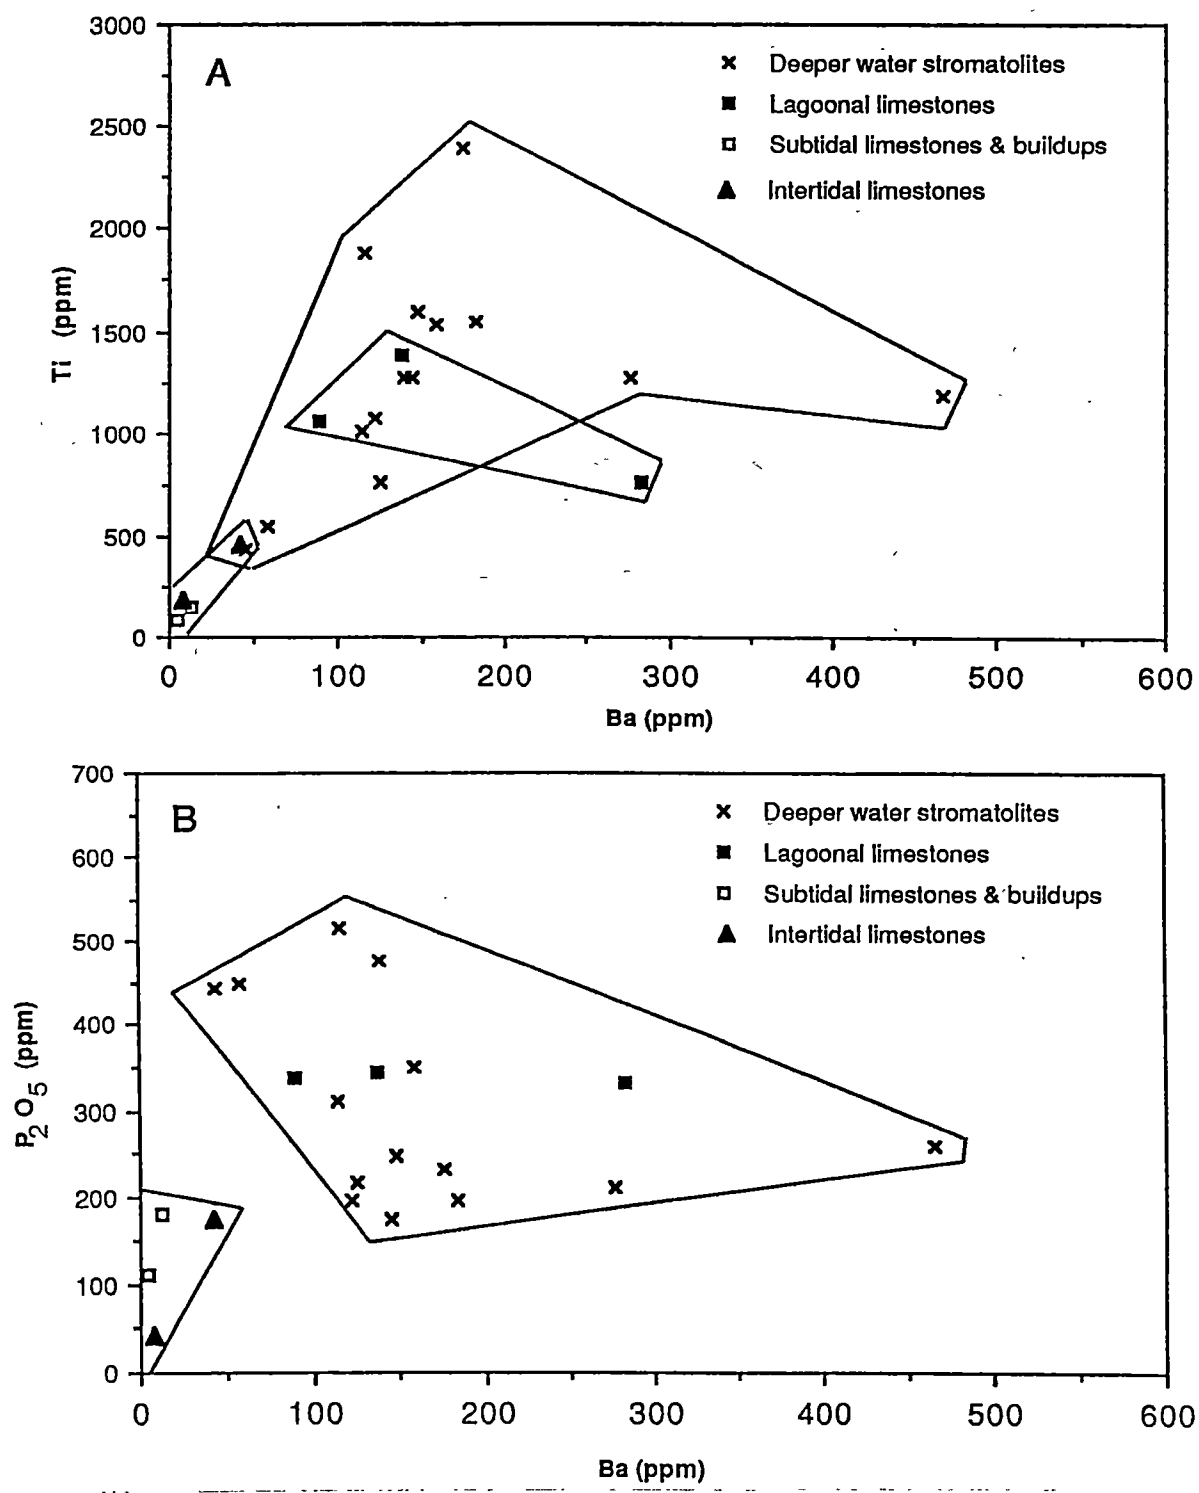 3000
A
Deeper water stromatolites
Lagoonal limestones
2500
Subtidal limestones & buildups
Intertidal limestones
2000
Ti (ppm)
1500
1000
500
0
0 100 200 300 400 500 600
Ba (ppm)
700
B
Deeper water stromatolites
600
Lagoonal limestones
Subtidal limestones & buildups
500
Intertidal limestones
400
P2O5 (ppm)
300
200
100
0
0 100 200 300 400 500 600
Ba (ppm)